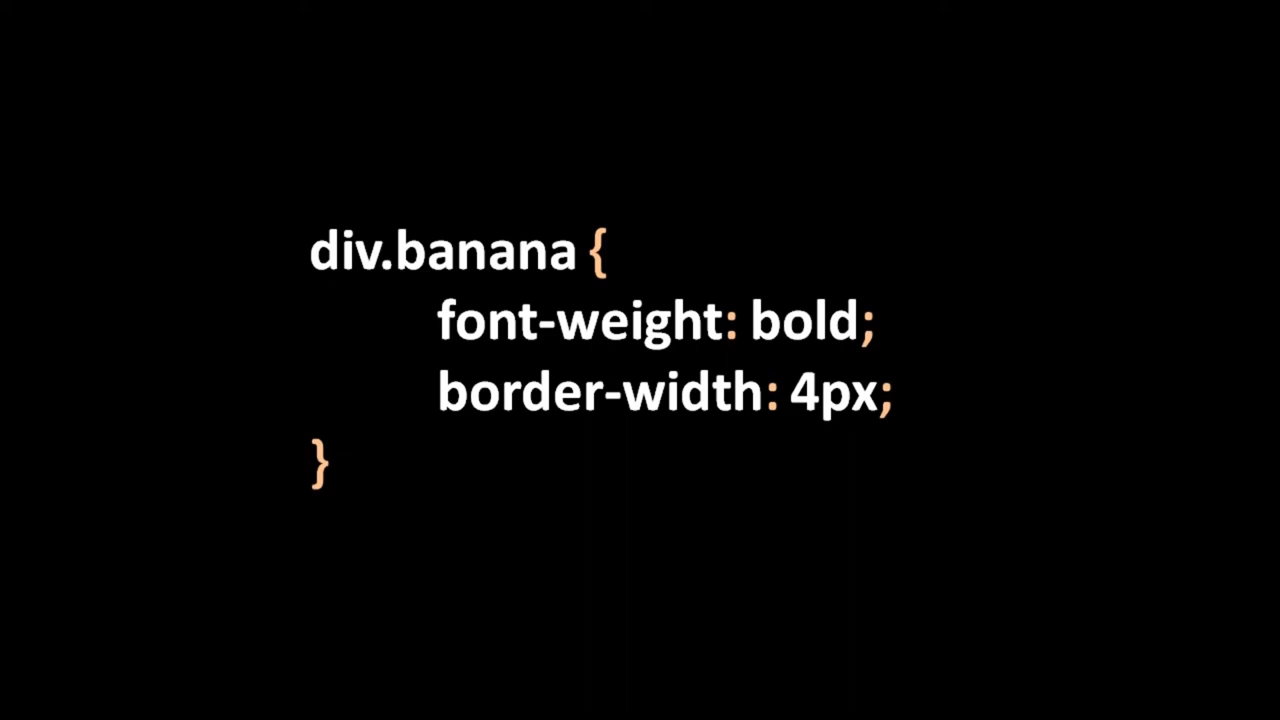 div.banana {
font-weight: bold;
border-width: 4px;
}